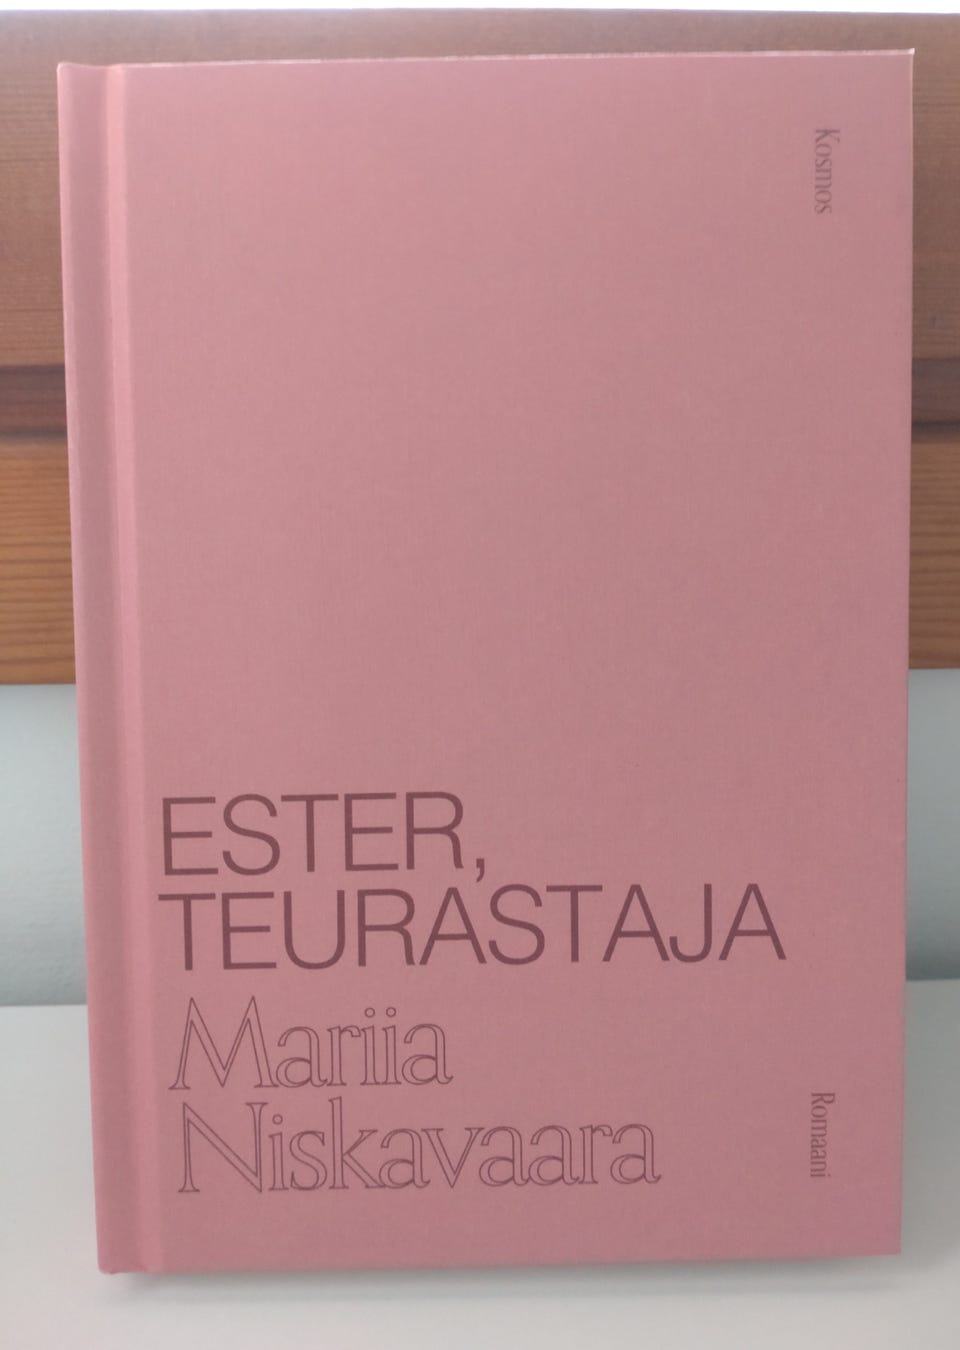 Kosmos
ESTER,
TEURASTAJA
Mariia
Niskavaara
Romaani